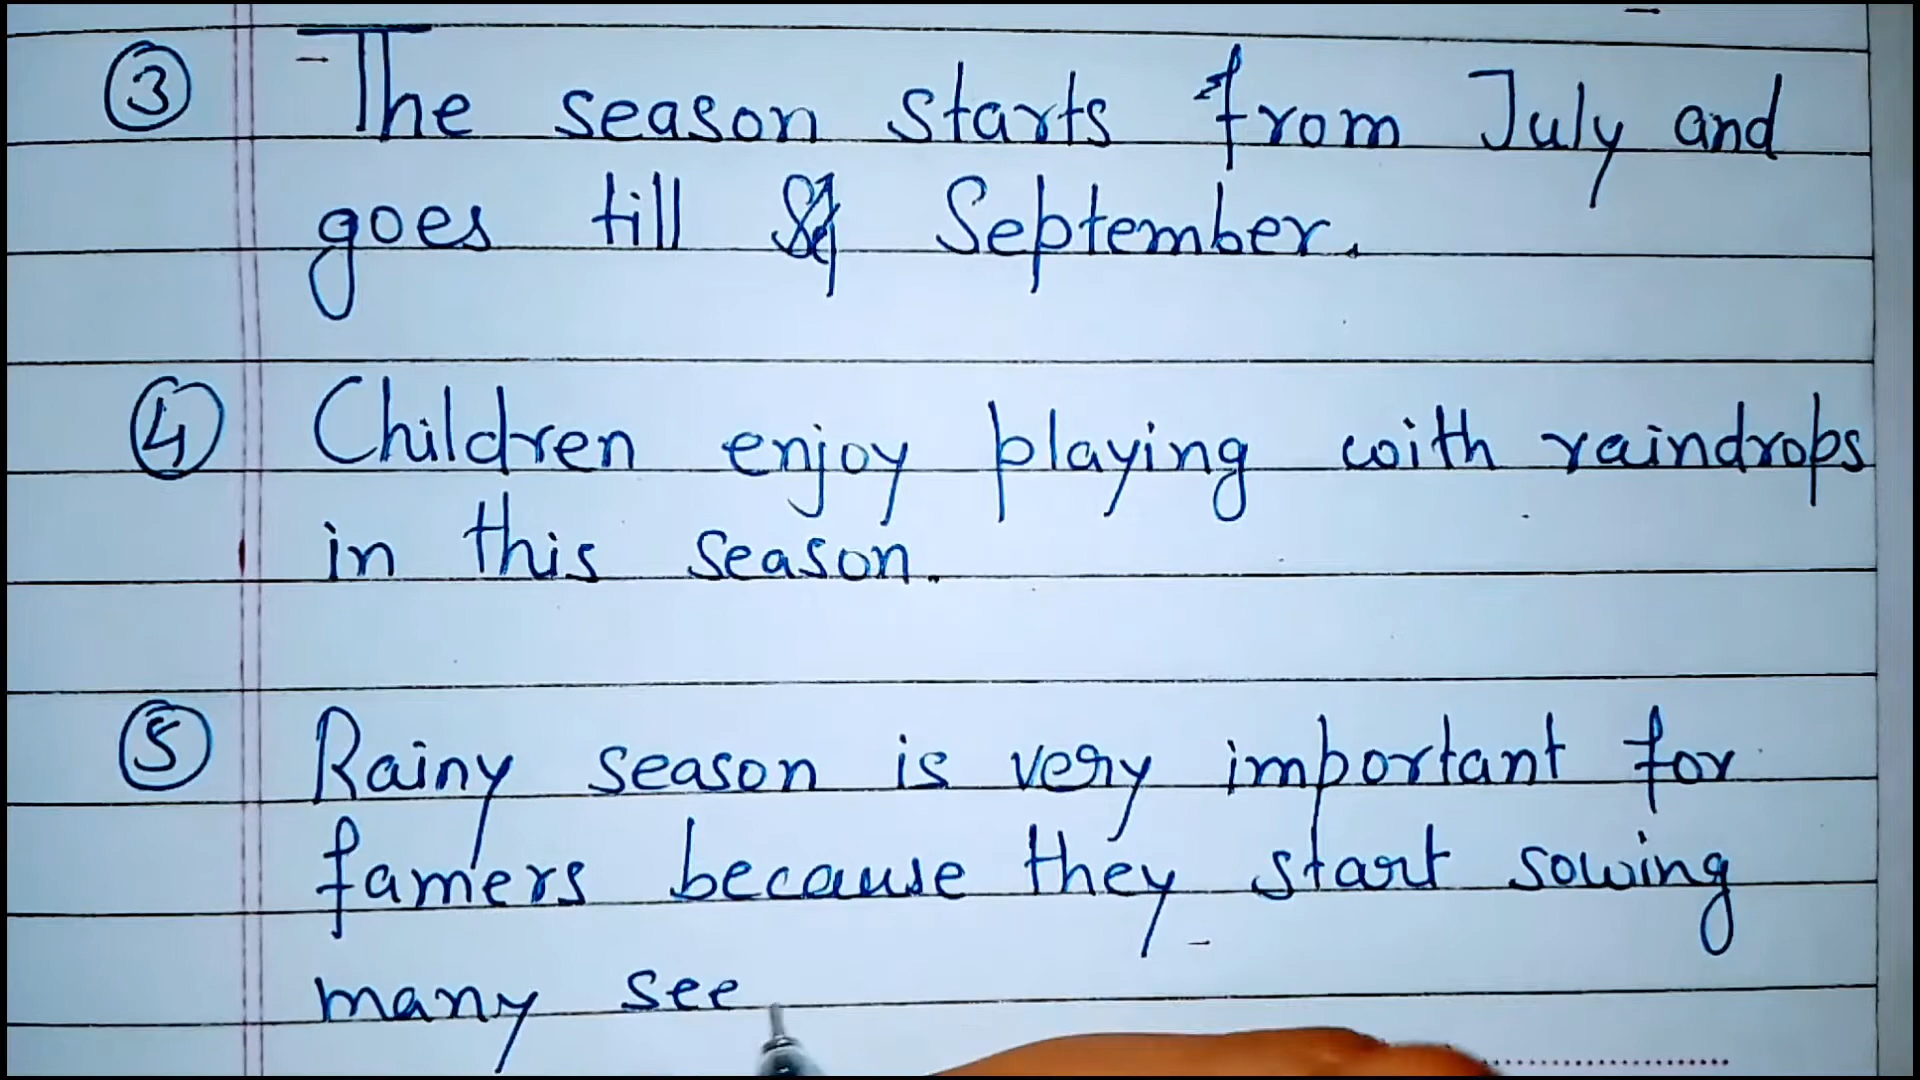 ③ The season starts from July and
goes till September.
④ Children enjoy playing with raindrops
in this season.
⑤ Rainy season is very important for
famers because they start sowing
many see